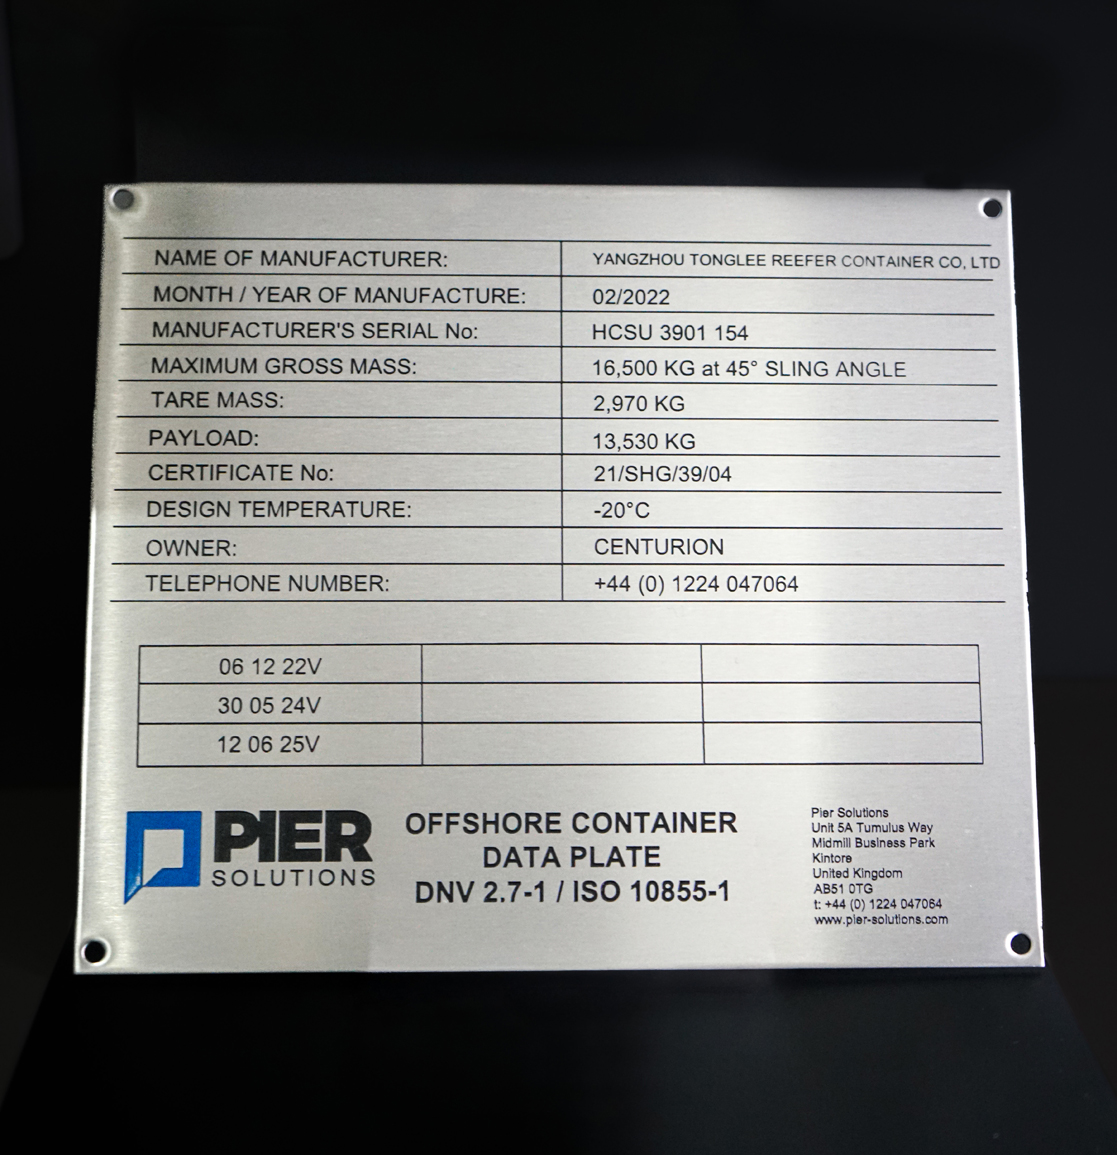 NAME OF MANUFACTURER: YANGZHOU TONGLEE REEFER CONTAINER CO, LTD
MONTH / YEAR OF MANUFACTURE: 02/2022
MANUFACTURER'S SERIAL No: HCSU 3901 154
MAXIMUM GROSS MASS: 16,500 KG at 45° SLING ANGLE
TARE MASS: 2,970 KG
PAYLOAD: 13,530 KG
CERTIFICATE No: 21/SHG/39/04
DESIGN TEMPERATURE: -20°C
OWNER: CENTURION
TELEPHONE NUMBER: +44 (0) 1224 047064
06 12 22V
30 05 24V
12 06 25V
PIER
SOLUTIONS
OFFSHORE CONTAINER
DATA PLATE
DNV 2.7-1 / ISO 10855-1
Pier Solutions
Unit 5A Tumulus Way
Midmill Business Park
Kintore
United Kingdom
AB51 0TG
t: +44 (0) 1224 047064
www.pier-solutions.com